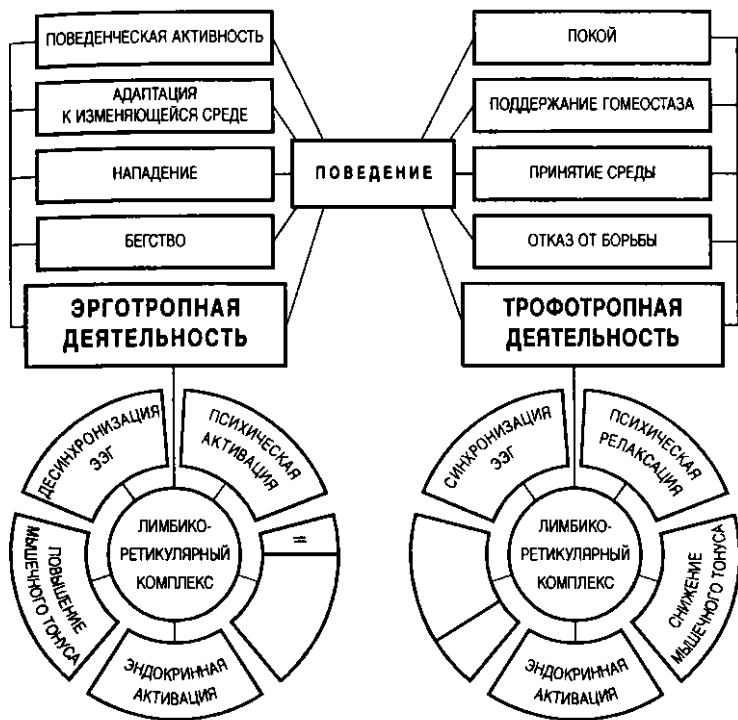 ПОВЕДЕНЧЕСКАЯ АКТИВНОСТЬ
АДАПТАЦИЯ
К ИЗМЕНЯЮЩЕЙСЯ СРЕДЕ
НАПАДЕНИЕ
БЕГСТВО
ПОВЕДЕНИЕ
ПОКОЙ
ПОДДЕРЖАНИЕ ГОМЕОСТАЗА
ПРИНЯТИЕ СРЕДЫ
ОТКАЗ ОТ БОРЬБЫ
ЭРГОТРОПНАЯ
ДЕЯТЕЛЬНОСТЬ
ТРОФОТРОПНАЯ
ДЕЯТЕЛЬНОСТЬ
ДЕСИНХРОНИЗАЦИЯ
ЭЭГ
ПСИХИЧЕСКАЯ
АКТИВАЦИЯ
ПОВЫШЕНИЕ
МЫШЕЧНОГО ТОНУСА
ЛИМБИКО-
РЕТИКУЛЯРНЫЙ
КОМПЛЕКС
=
ЭНДОКРИННАЯ
АКТИВАЦИЯ
СИНХРОНИЗАЦИЯ
ЭЭГ
ПСИХИЧЕСКАЯ
РЕЛАКСАЦИЯ
ЛИМБИКО-
РЕТИКУЛЯРНЫЙ
КОМПЛЕКС
СНИЖЕНИЕ
МЫШЕЧНОГО ТОНУСА
ЭНДОКРИННАЯ
АКТИВАЦИЯ